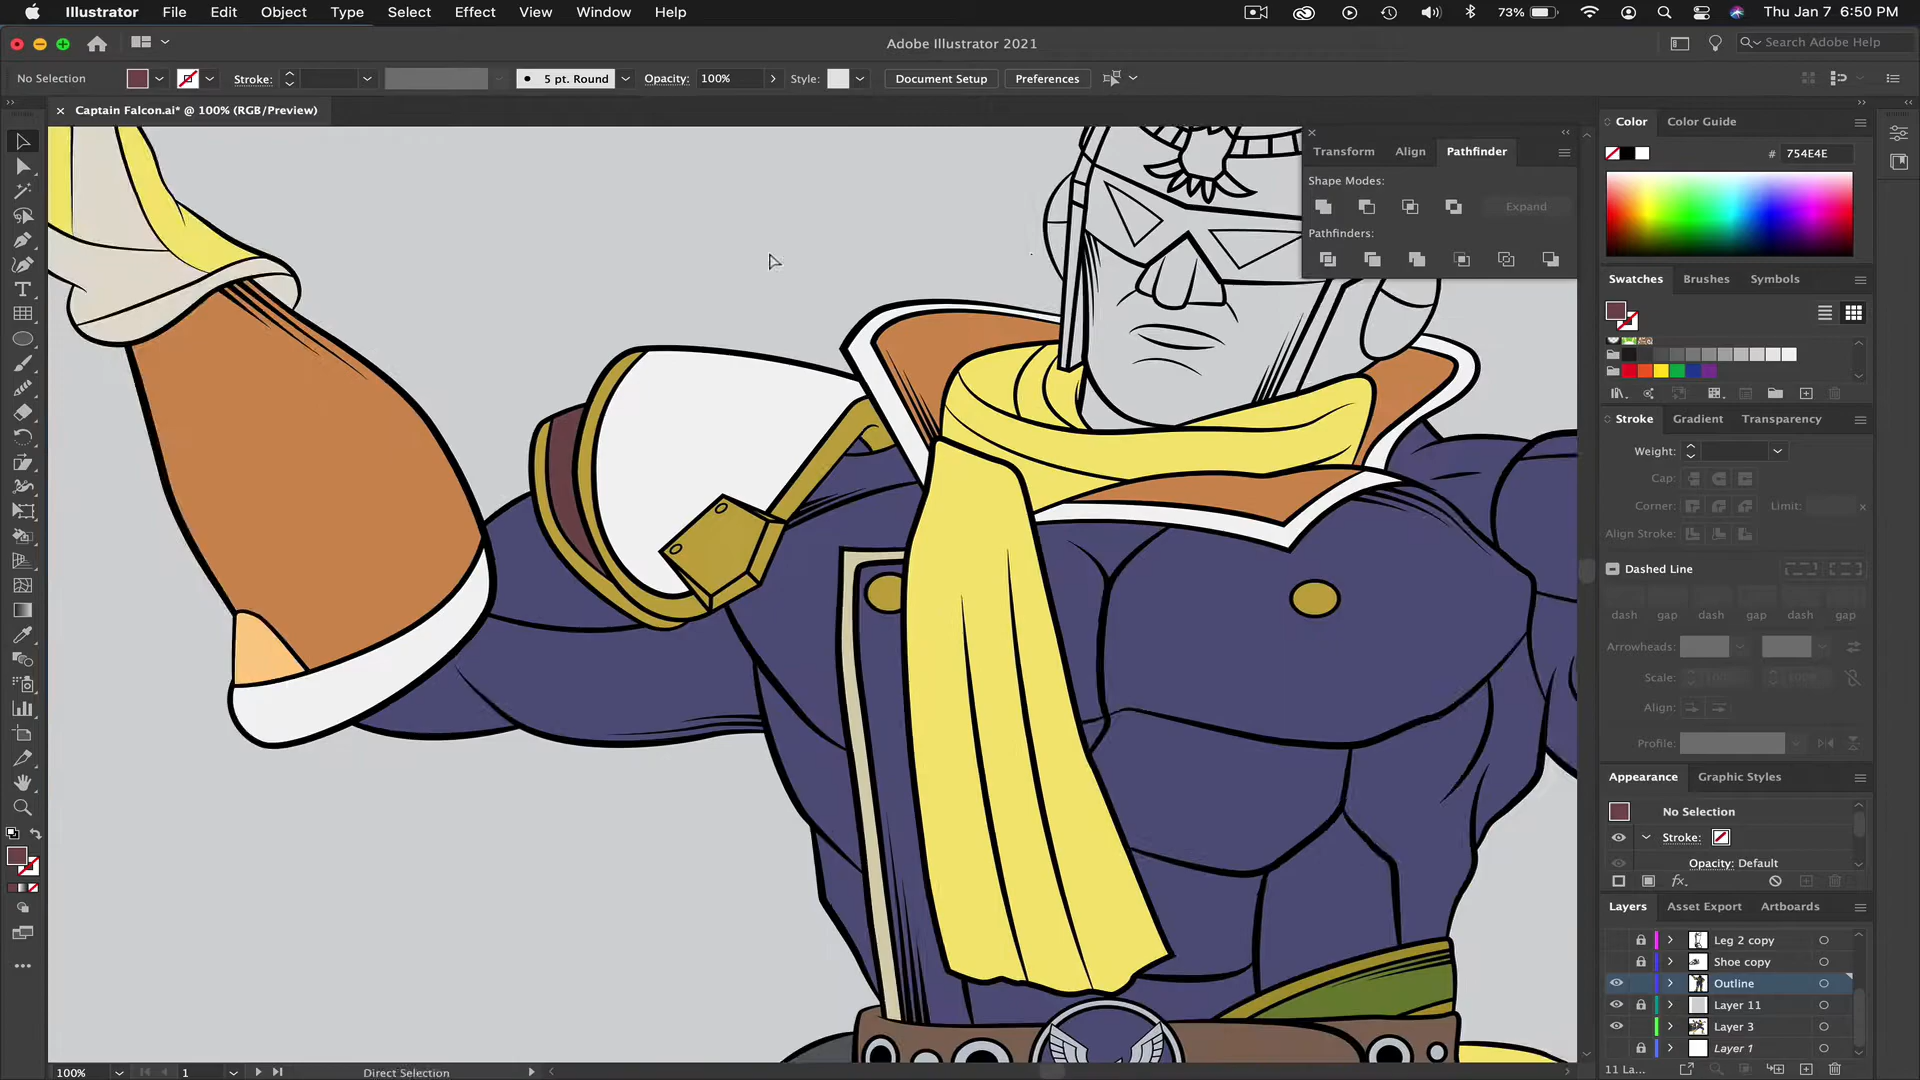 Illustrator File Edit Object Type Select Effect View Window Help 73% Thu Jan 7 6:50 PM
Adobe Illustrator 2021 Search Adobe Help
No Selection Stroke: 5 pt. Round Opacity: 100% Style: Document Setup Preferences
Captain Falcon.ai* @ 100% (RGB/Preview)
Transform Align Pathfinder
Shape Modes:
Expand
Pathfinders:
Color Color Guide
# 754E4E
Swatches Brushes Symbols
Stroke Gradient Transparency
Weight:
Cap:
Corner: Limit: x
Align Stroke:
Dashed Line
dash gap dash gap dash gap
Arrowheads:
Scale: 100% 100%
Align:
Profile:
Appearance Graphic Styles
No Selection
Stroke:
Opacity: Default
fx.
Layers Asset Export Artboards
Leg 2 copy
Shoe copy
Outline
Layer 11
Layer 3
Layer 1
11 La...
100% 1 Direct Selection